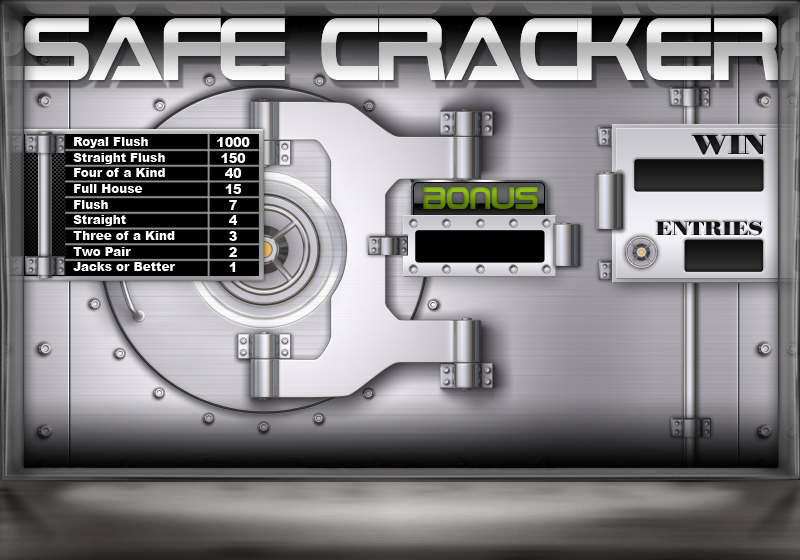 SAFE CRACKER
Royal Flush 1000
Straight Flush 150
Four of a Kind 40
Full House 15
Flush 7
Straight 4
Three of a Kind 3
Two Pair 2
Jacks or Better 1
BONUS
WIN
ENTRIES